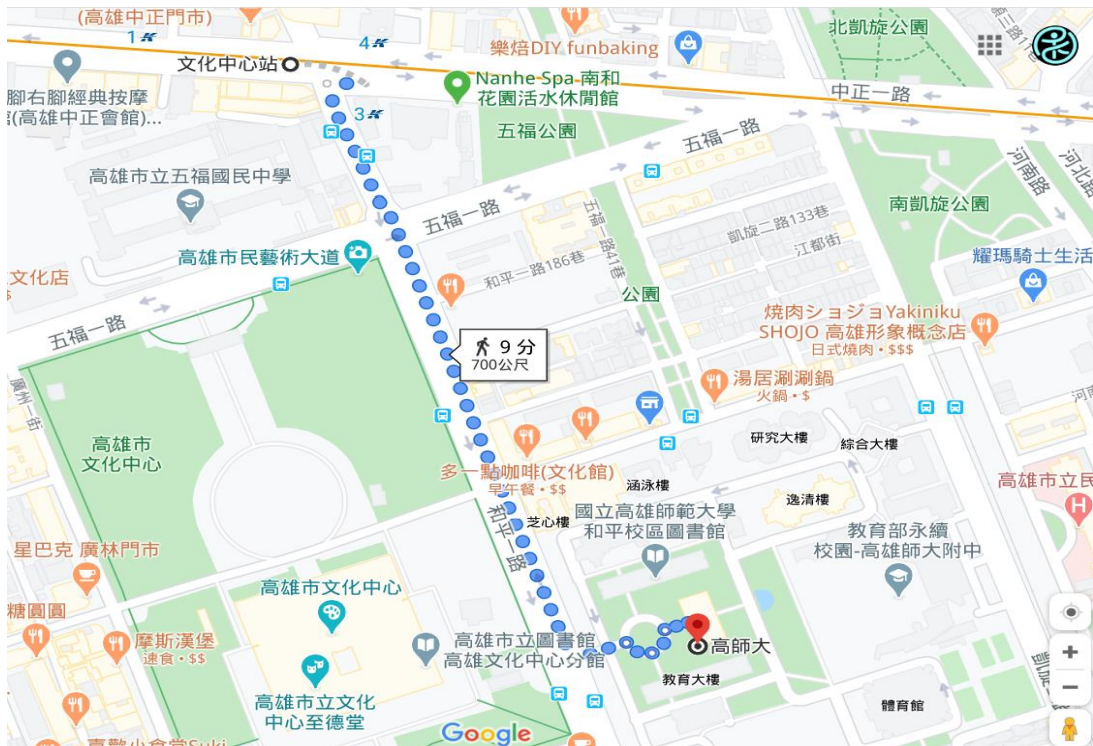 (高雄中正門市)
1
4
樂焙DIY funbaking
北凱旋公園
文化中心站
Nanhe Spa 南和
花園活水休閒館
中正一路
腳右腳經典按摩
(高雄中正會館)...
3
五福公園
五福一路
河南路
河北路
高雄市立五福國民中學
五福一路
五福一路41巷
凱旋二路133巷
南凱旋公園
江都街
高雄市民藝術大道
和平一路186巷
耀瑪騎士生活
文化店
公園
五福一路
燒肉ショジョYakiniku
SHOJO 高雄形象概念店
日式燒肉・$$$
9 分
700公尺
湯居涮涮鍋
火鍋・$
廣州一街
高雄市
文化中心
研究大樓
綜合大樓
多一點咖啡(文化館)
早午餐・$$
涵泳樓
高雄市立民
逸清樓
芝心樓
國立高雄師範大學
和平校區圖書館
和平一路
教育部永續
校園-高雄師大附中
星巴克 廣林門市
H
高雄市文化中心
糖圓圓
摩斯漢堡
速食・$$
高雄市立圖書館
高雄文化中心分館
高師大
教育大樓
高雄市立文化
中心至德堂
體育館
Google